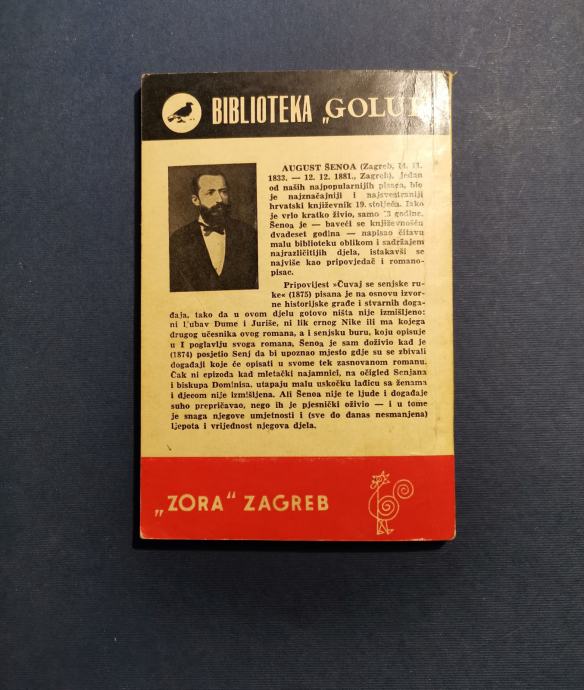 BIBLIOTEKA „GOLUB
AUGUST ŠENOA (Zagreb, 14. 11.
1833. — 12. 12. 1881., Zagreb). Jedan
od naših najpopularnijih pisaca, bio
je najznačajniji i najsvestraniji
hrvatski književnik 19. stoljeća. Iako
je vrlo kratko živio, samo 43 godine,
Šenoa je — baveći se književnošću
dvadeset godina — napisao čitavu
malu biblioteku oblikom i sadržajem
najrazličitijih djela, istakavši se
najviše kao pripovjedač i romano-
pisac.
Pripovijest »Čuvaj se senjske ru-
ke« (1875) pisana je na osnovu izvor-
ne historijske građe i stvarnih doga-
đaja, tako da u ovom djelu gotovo ništa nije izmišljeno:
ni ljubav Dume i Juriše, ni lik crnog Nike ili ma kojega
drugog učesnika ovog romana, a i senjsku buru, koju opisuje
u I poglavlju svoga romana, Šenoa je sam doživio kad je
(1874) posjetio Senj da bi upoznao mjesto gdje su se zbivali
događaji koje će opisati u svome tek zasnovanom romanu.
Čak ni epizoda kad mletački najamnici, na očigled Senjana
i biskupa Dominisa, utapaju malu uskočku lađicu sa ženama
i djecom nije izmišljena. Ali Šenoa nije te ljude i događaje
suho prepričavao, nego ih je pjesnički oživio — i u tome
je snaga njegove umjetnosti i (sve do danas nesmanjena)
ljepota i vrijednost njegova djela.
„ZORA“ ZAGREB